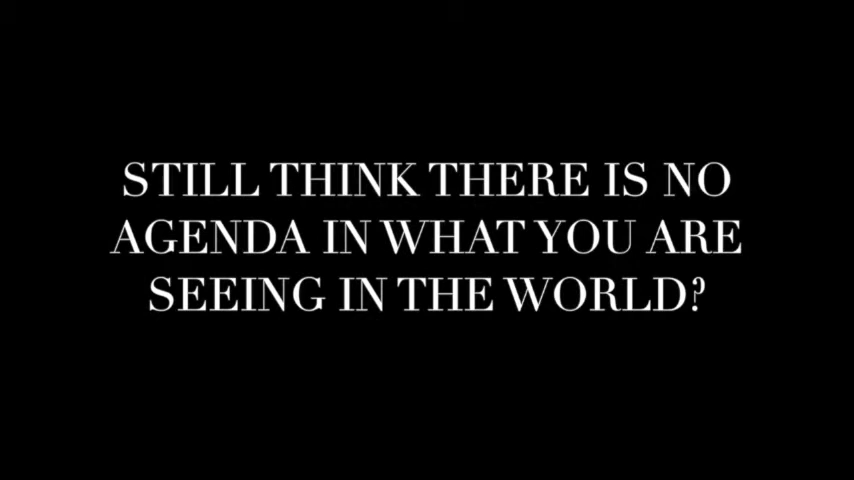 STILL THINK THERE IS NO
AGENDA IN WHAT YOU ARE
SEEING IN THE WORLD?